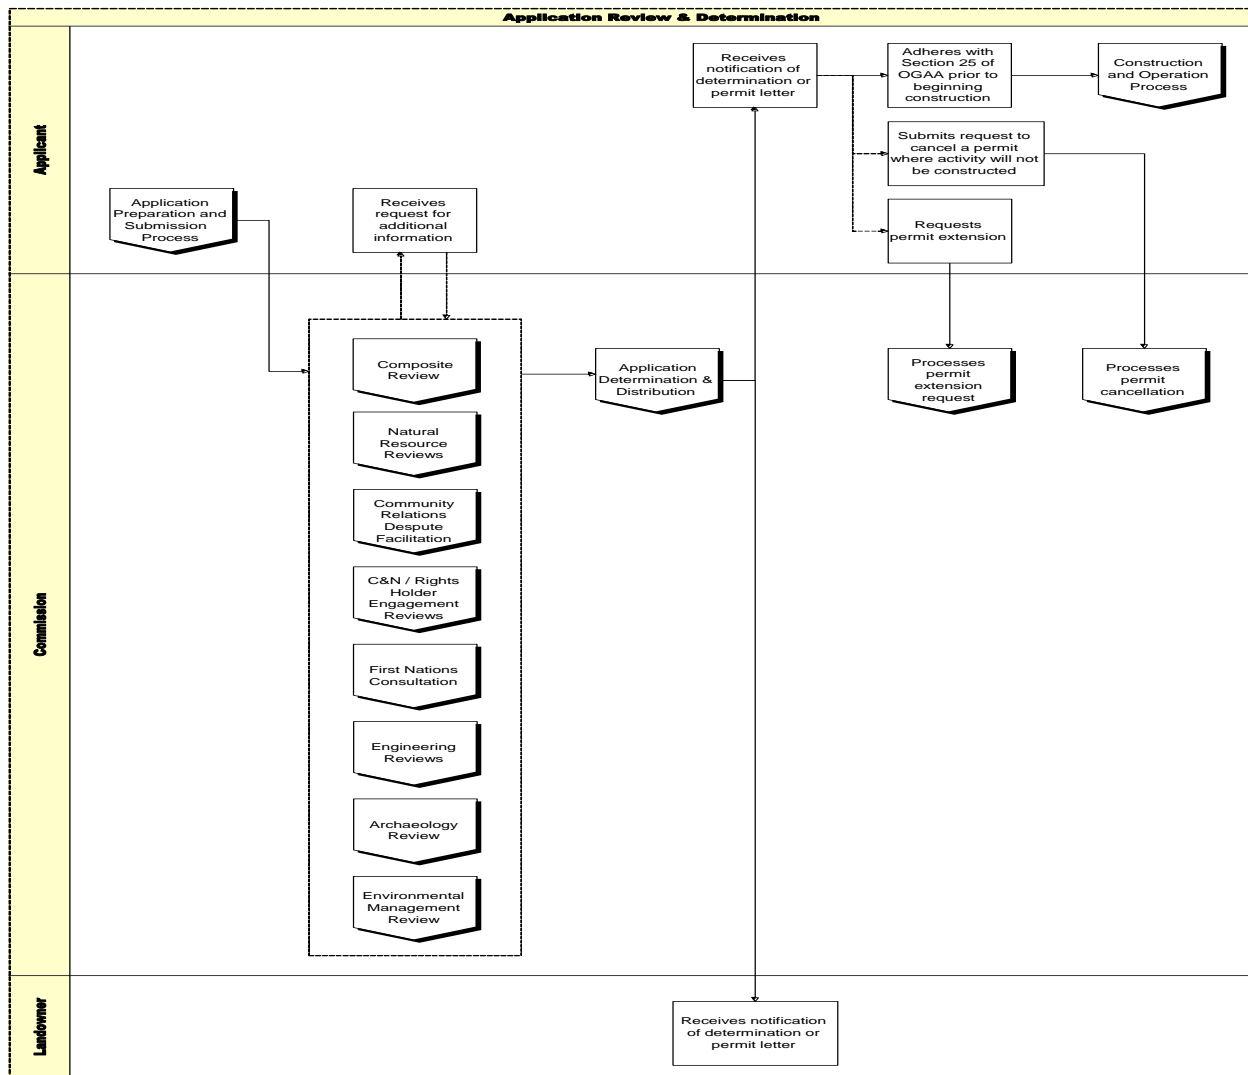 Application Review & Determination
Applicant
Receives
notification of
determination or
permit letter
Adheres with
Section 25 of
OGAA prior to
beginning
construction
Construction
and Operation
Process
Submits request to
cancel a permit
where activity will not
be constructed
Application
Preparation and
Submission
Process
Receives
request for
additional
information
Requests
permit extension
Commission
Composite
Review
Natural
Resource
Reviews
Community
Relations
Despute
Facilitation
C&N / Rights
Holder
Engagement
Reviews
First Nations
Consultation
Engineering
Reviews
Archaeology
Review
Environmental
Management
Review
Application
Determination &
Distribution
Processes
permit
extension
request
Processes
permit
cancellation
Landowner
Receives notification
of determination or
permit letter